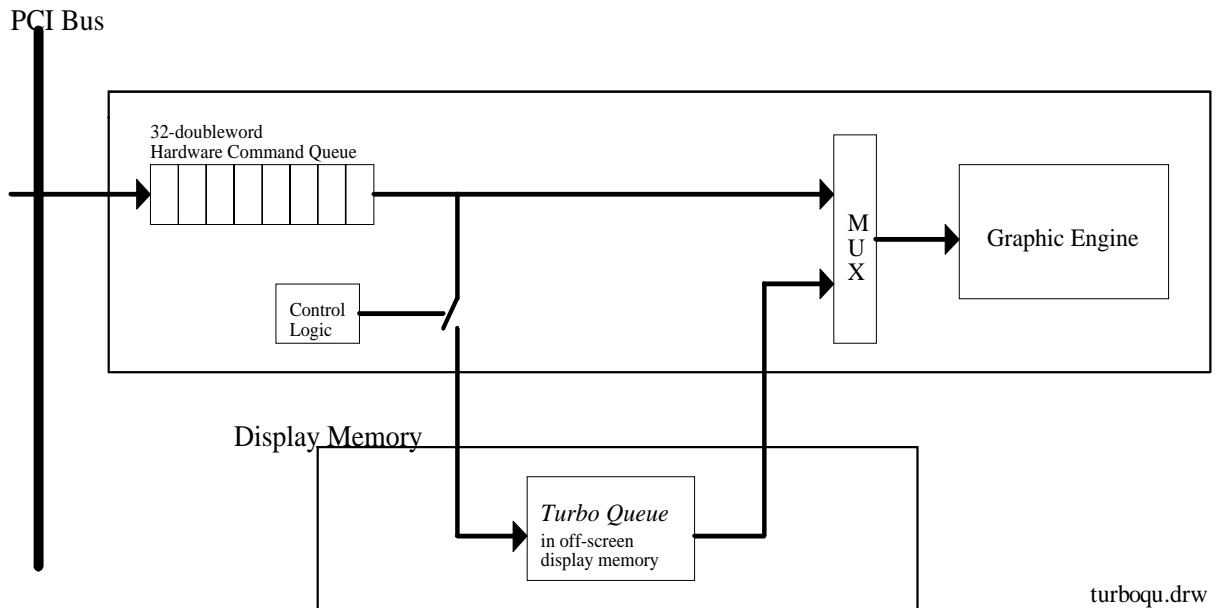 PCI Bus
32-doubleword
Hardware Command Queue
M
U
X
Graphic Engine
Control
Logic
Display Memory
Turbo Queue
in off-screen
display memory
turboqu.drw